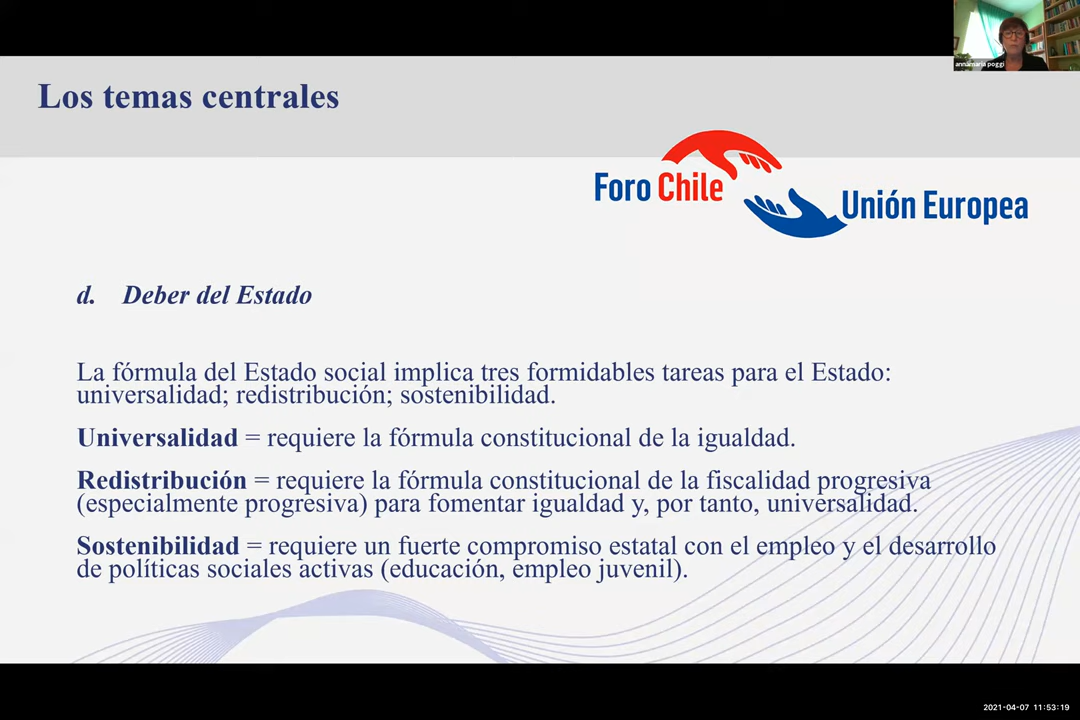 annamaria poggi
Los temas centrales
Foro Chile
Unión Europea
d. Deber del Estado
La fórmula del Estado social implica tres formidables tareas para el Estado:
universalidad; redistribución; sostenibilidad.
Universalidad = requiere la fórmula constitucional de la igualdad.
Redistribución = requiere la fórmula constitucional de la fiscalidad progresiva
(especialmente progresiva) para fomentar igualdad y, por tanto, universalidad.
Sostenibilidad = requiere un fuerte compromiso estatal con el empleo y el desarrollo
de políticas sociales activas (educación, empleo juvenil).
2021-04-07 11:53:19